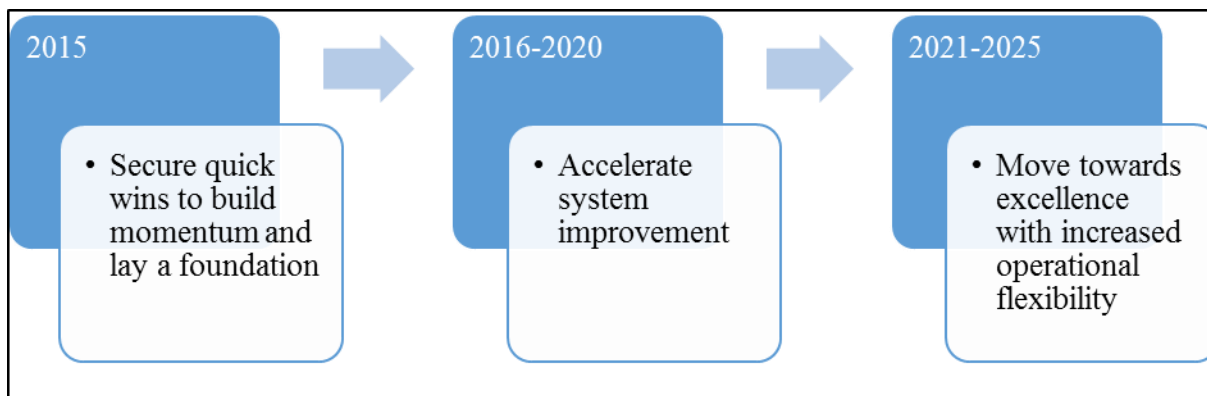 2015
• Secure quick
wins to build
momentum and
lay a foundation
2016-2020
• Accelerate
system
improvement
2021-2025
• Move towards
excellence
with increased
operational
flexibility